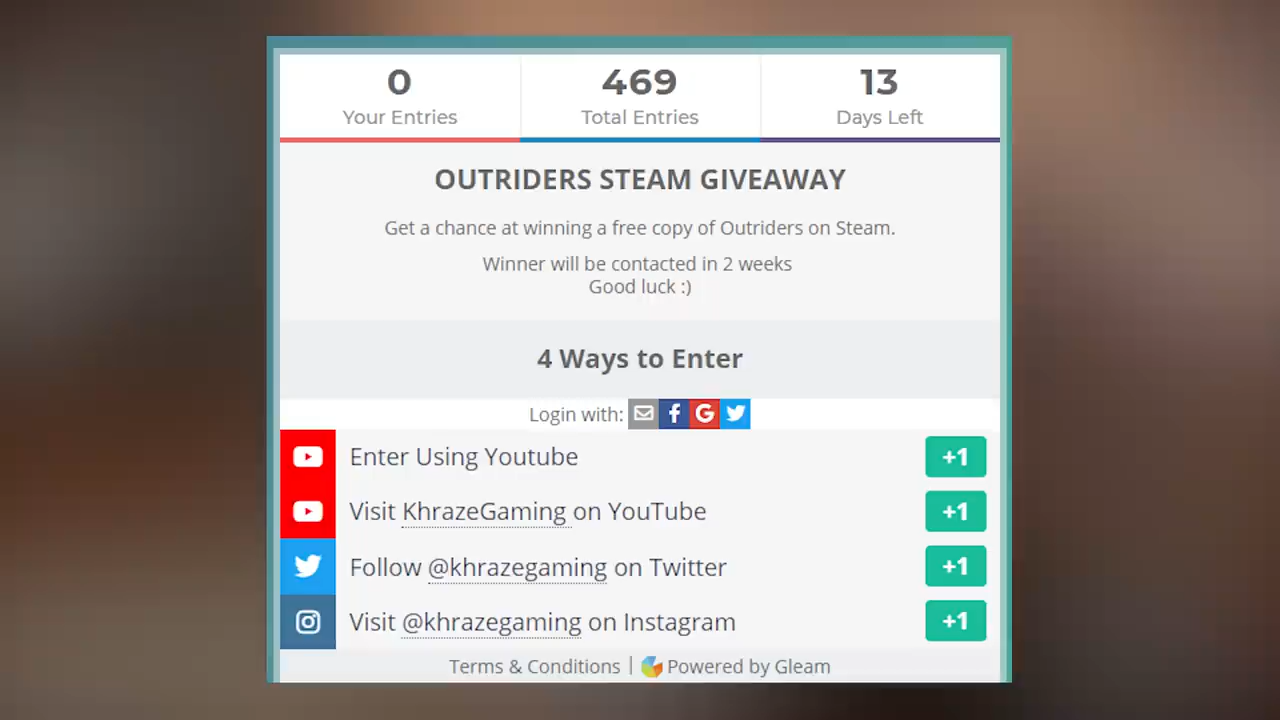 0 469 13
Your Entries Total Entries Days Left
OUTRIDERS STEAM GIVEAWAY
Get a chance at winning a free copy of Outriders on Steam.
Winner will be contacted in 2 weeks
Good luck :)
4 Ways to Enter
Login with:
Enter Using Youtube +1
Visit KhrazeGaming on YouTube +1
Follow @khrazegaming on Twitter +1
Visit @khrazegaming on Instagram +1
Terms & Conditions | Powered by Gleam